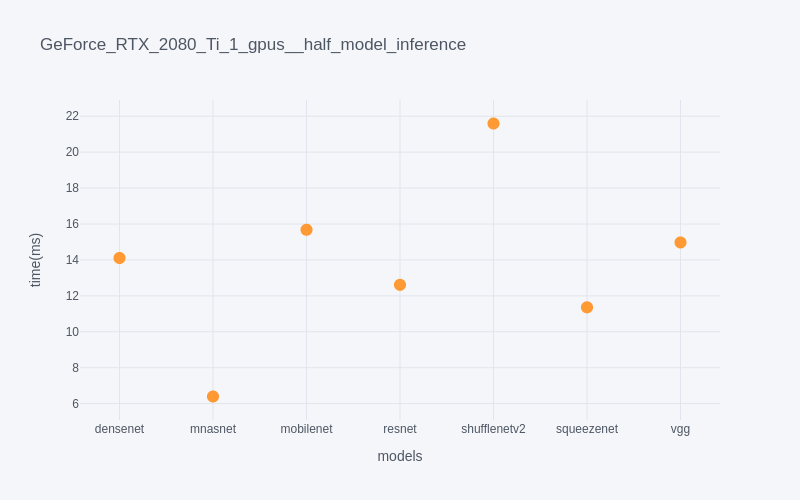 GeForce_RTX_2080_Ti_1_gpus__half_model_inference
time(ms)
22
20
18
16
14
12
10
8
6
densenet mnasnet mobilenet resnet shufflenetv2 squeezenet vgg
models